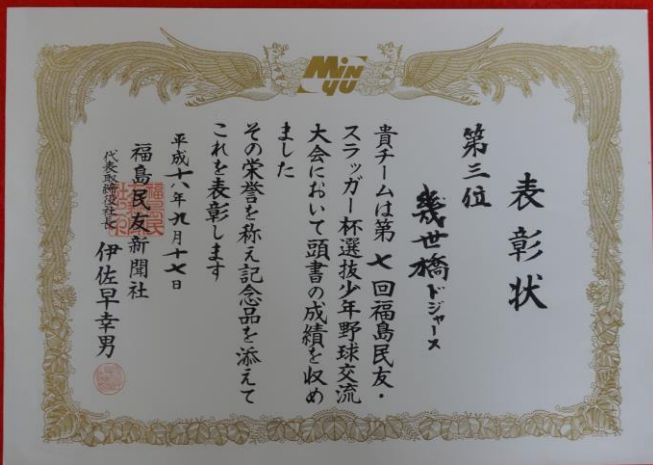 MiN
YU
表彰状
第三位
幾世橋ドジャース
貴チームは第七回福島民友・
スラッガー杯選抜少年野球交流
大会において頭書の成績を収め
ました
その栄誉を称え記念品を添えて
これを表彰します
平成十八年九月十七日
福島民友新聞社
代表取締役社長 伊佐早幸男